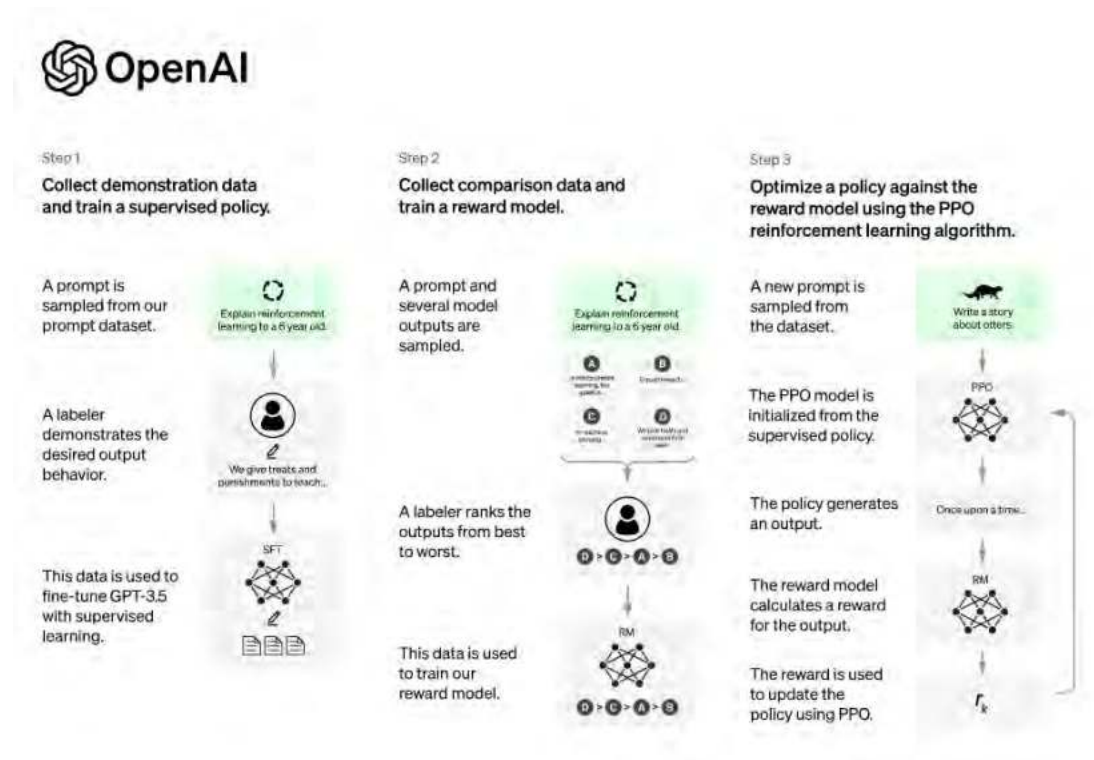 OpenAI
Step 1
Collect demonstration data
and train a supervised policy.
A prompt is
sampled from our
prompt dataset.
Explain reinforcement
learning to a 6 year old.
A labeler
demonstrates the
desired output
behavior.
We give treats and
punishments to teach...
SFT
This data is used to
fine-tune GPT-3.5
with supervised
learning.
Step 2
Collect comparison data and
train a reward model.
A prompt and
several model
outputs are
sampled.
Explain reinforcement
learning to a 6 year old.
A
B
C
D
A labeler ranks the
outputs from best
to worst.
D > C > A > B
RM
This data is used
to train our
reward model.
D > C > A > B
Step 3
Optimize a policy against the
reward model using the PPO
reinforcement learning algorithm.
A new prompt is
sampled from
the dataset.
Write a story
about otters.
PPO
The PPO model is
initialized from the
supervised policy.
The policy generates
an output.
Once upon a time...
RM
The reward model
calculates a reward
for the output.
The reward is used
to update the
policy using PPO.
rk